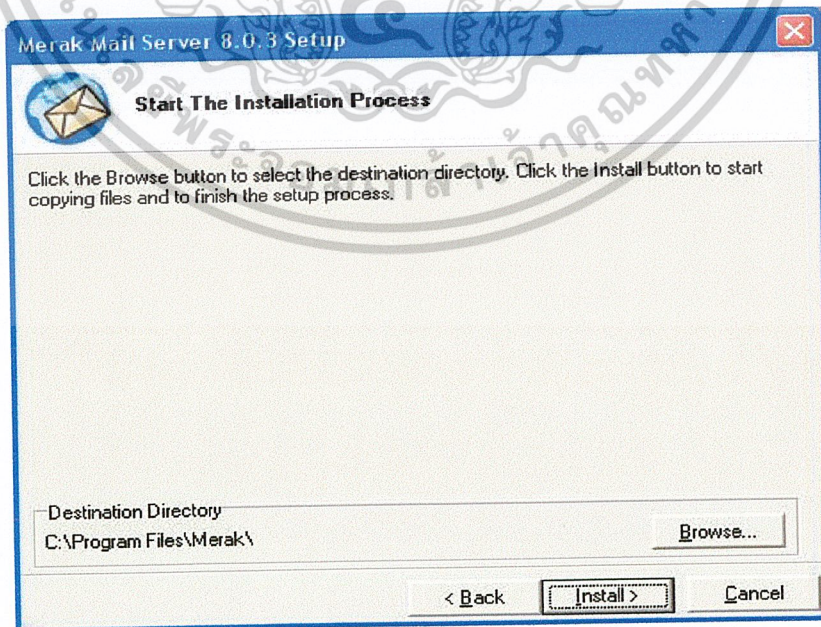 Merak Mail Server 8.0.3 Setup
Start The Installation Process
Click the Browse button to select the destination directory. Click the Install button to start
copying files and to finish the setup process.
Destination Directory
C:\Program Files\Merak\
Browse...
< Back
Install >
Cancel